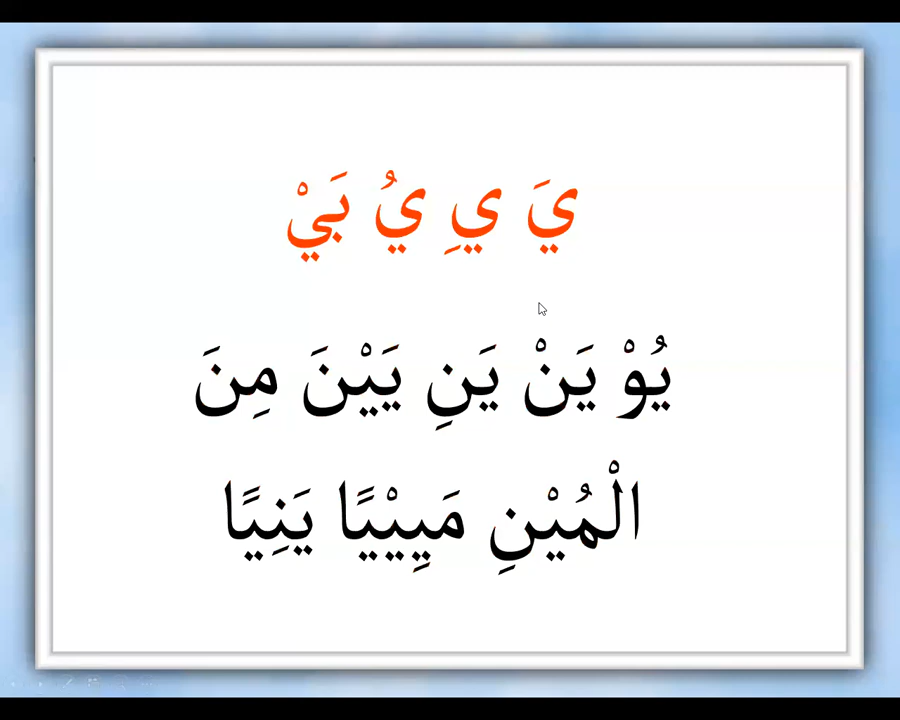 يَ يِ يُ بَيْ
يُوْ يَنْ يَنِ يَيْنَ مِنَ
الْمُيْنِ مَيِيْيًا يَنِيًا